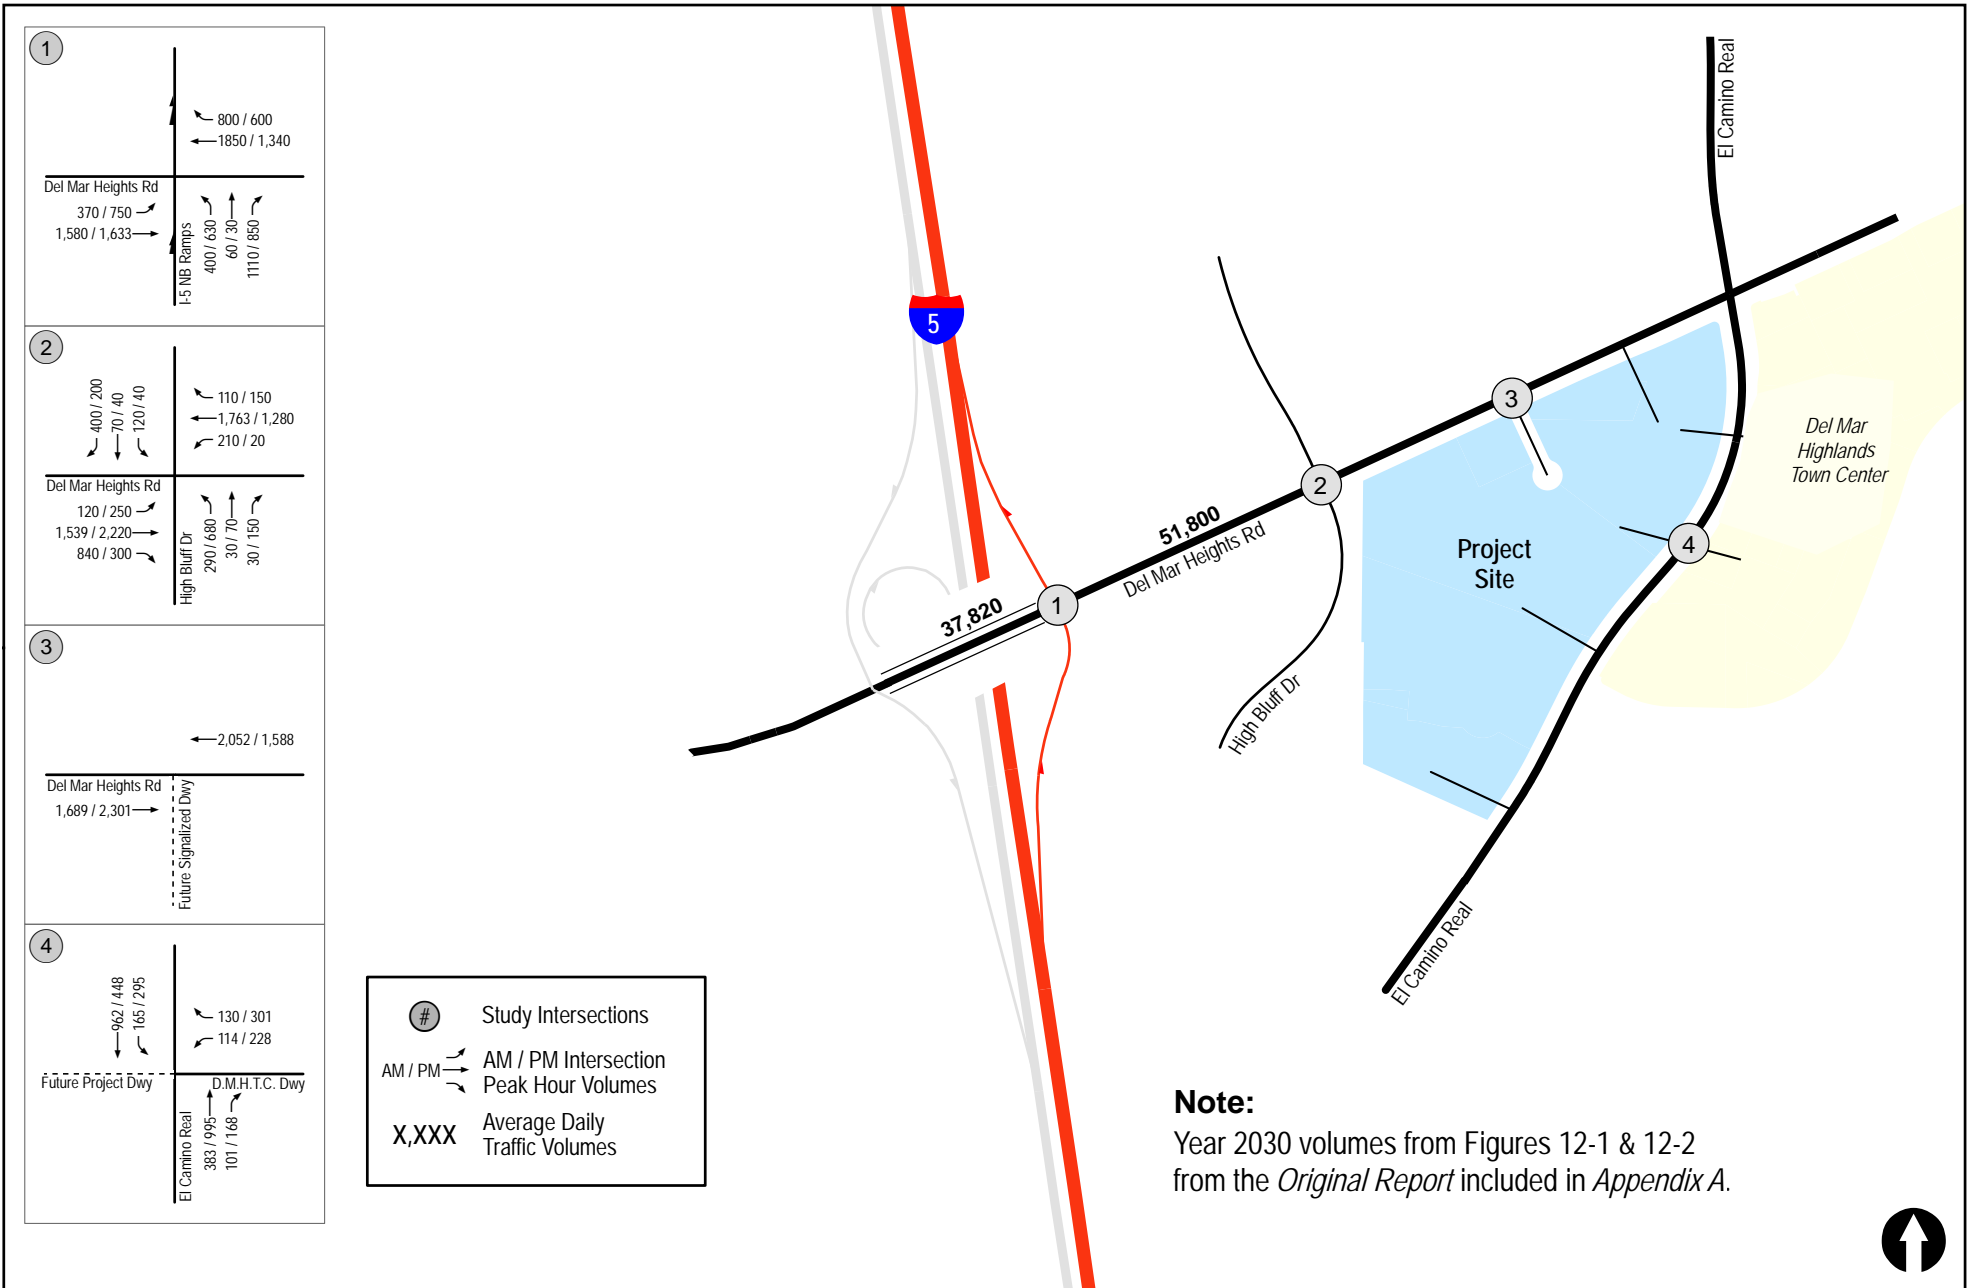 1
800 / 600
1850 / 1,340
Del Mar Heights Rd
370 / 750
1,580 / 1,633
I-5 NB Ramps
400 / 630
60 / 30
1110 / 850
2
400 / 200
70 / 40
120 / 40
110 / 150
1,763 / 1,280
210 / 20
Del Mar Heights Rd
120 / 250
1,539 / 2,220
840 / 300
High Bluff Dr
290 / 680
30 / 70
30 / 150
3
2,052 / 1,588
Del Mar Heights Rd
1,689 / 2,301
Future Signalized Dwy
4
962 / 448
165 / 295
130 / 301
114 / 228
Future Project Dwy
D.M.H.T.C. Dwy
El Camino Real
383 / 995
101 / 168
5
El Camino Real
37,820
1
51,800
Del Mar Heights Rd
2
High Bluff Dr
3
Project
Site
4
Del Mar
Highlands
Town Center
El Camino Real
# Study Intersections
AM / PM
AM / PM Intersection
Peak Hour Volumes
X,XXX
Average Daily
Traffic Volumes
Note:
Year 2030 volumes from Figures 12-1 & 12-2
from the Original Report included in Appendix A.